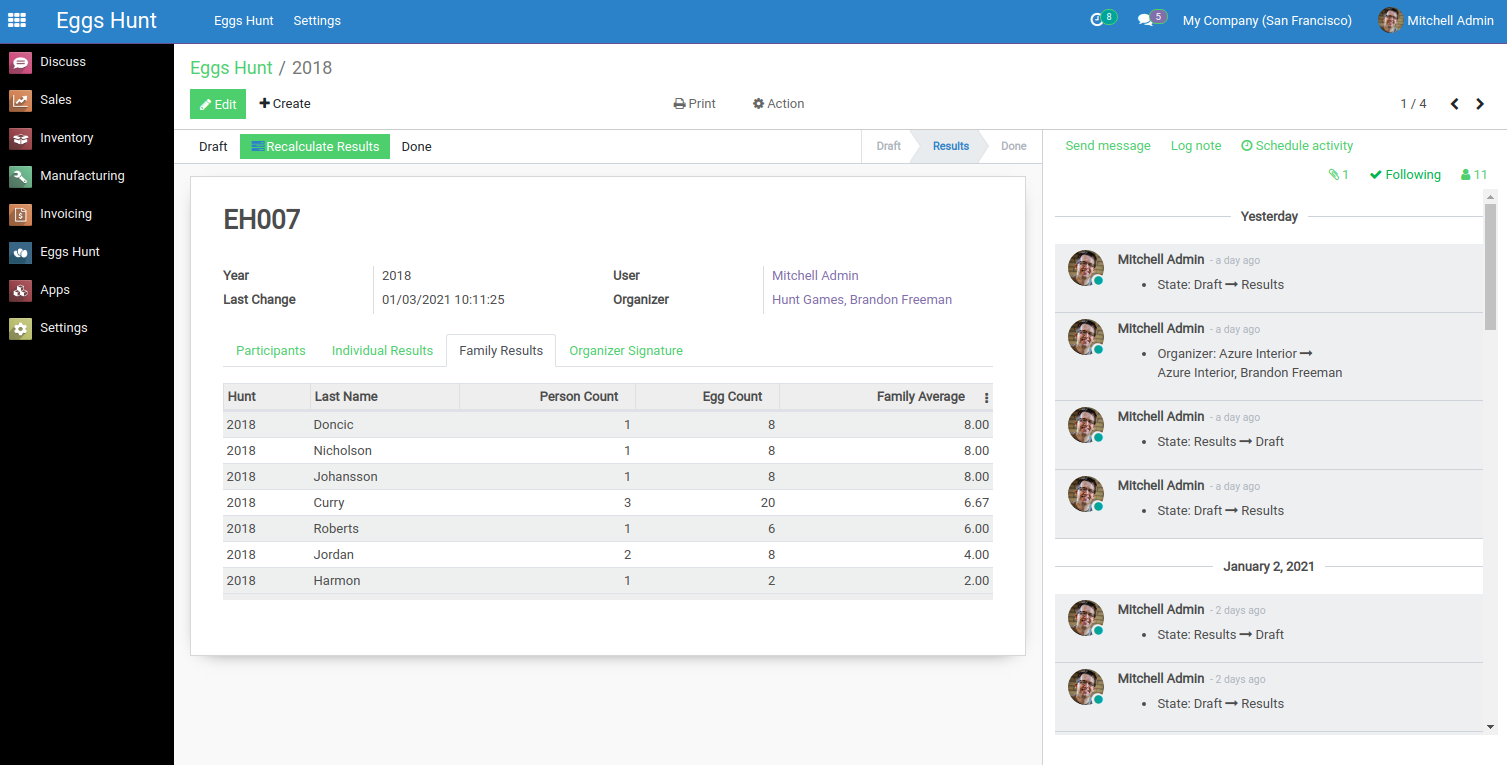 Eggs Hunt Eggs Hunt Settings 8 5 My Company (San Francisco) Mitchell Admin
Discuss
Sales
Inventory
Manufacturing
Invoicing
Eggs Hunt
Apps
Settings
Eggs Hunt / 2018
Edit Create Print Action 1 / 4
Draft Recalculate Results Done Draft Results Done
EH007
Year 2018 User Mitchell Admin
Last Change 01/03/2021 10:11:25 Organizer Hunt Games, Brandon Freeman
Participants Individual Results Family Results Organizer Signature
Hunt Last Name Person Count Egg Count Family Average
2018 Doncic 1 8 8.00
2018 Nicholson 1 8 8.00
2018 Johansson 1 8 8.00
2018 Curry 3 20 6.67
2018 Roberts 1 6 6.00
2018 Jordan 2 8 4.00
2018 Harmon 1 2 2.00
Send message Log note Schedule activity
1 Following 11
Yesterday
Mitchell Admin - a day ago
• State: Draft → Results
Mitchell Admin - a day ago
• Organizer: Azure Interior →
Azure Interior, Brandon Freeman
Mitchell Admin - a day ago
• State: Results → Draft
Mitchell Admin - a day ago
• State: Draft → Results
January 2, 2021
Mitchell Admin - 2 days ago
• State: Results → Draft
Mitchell Admin - 2 days ago
• State: Draft → Results